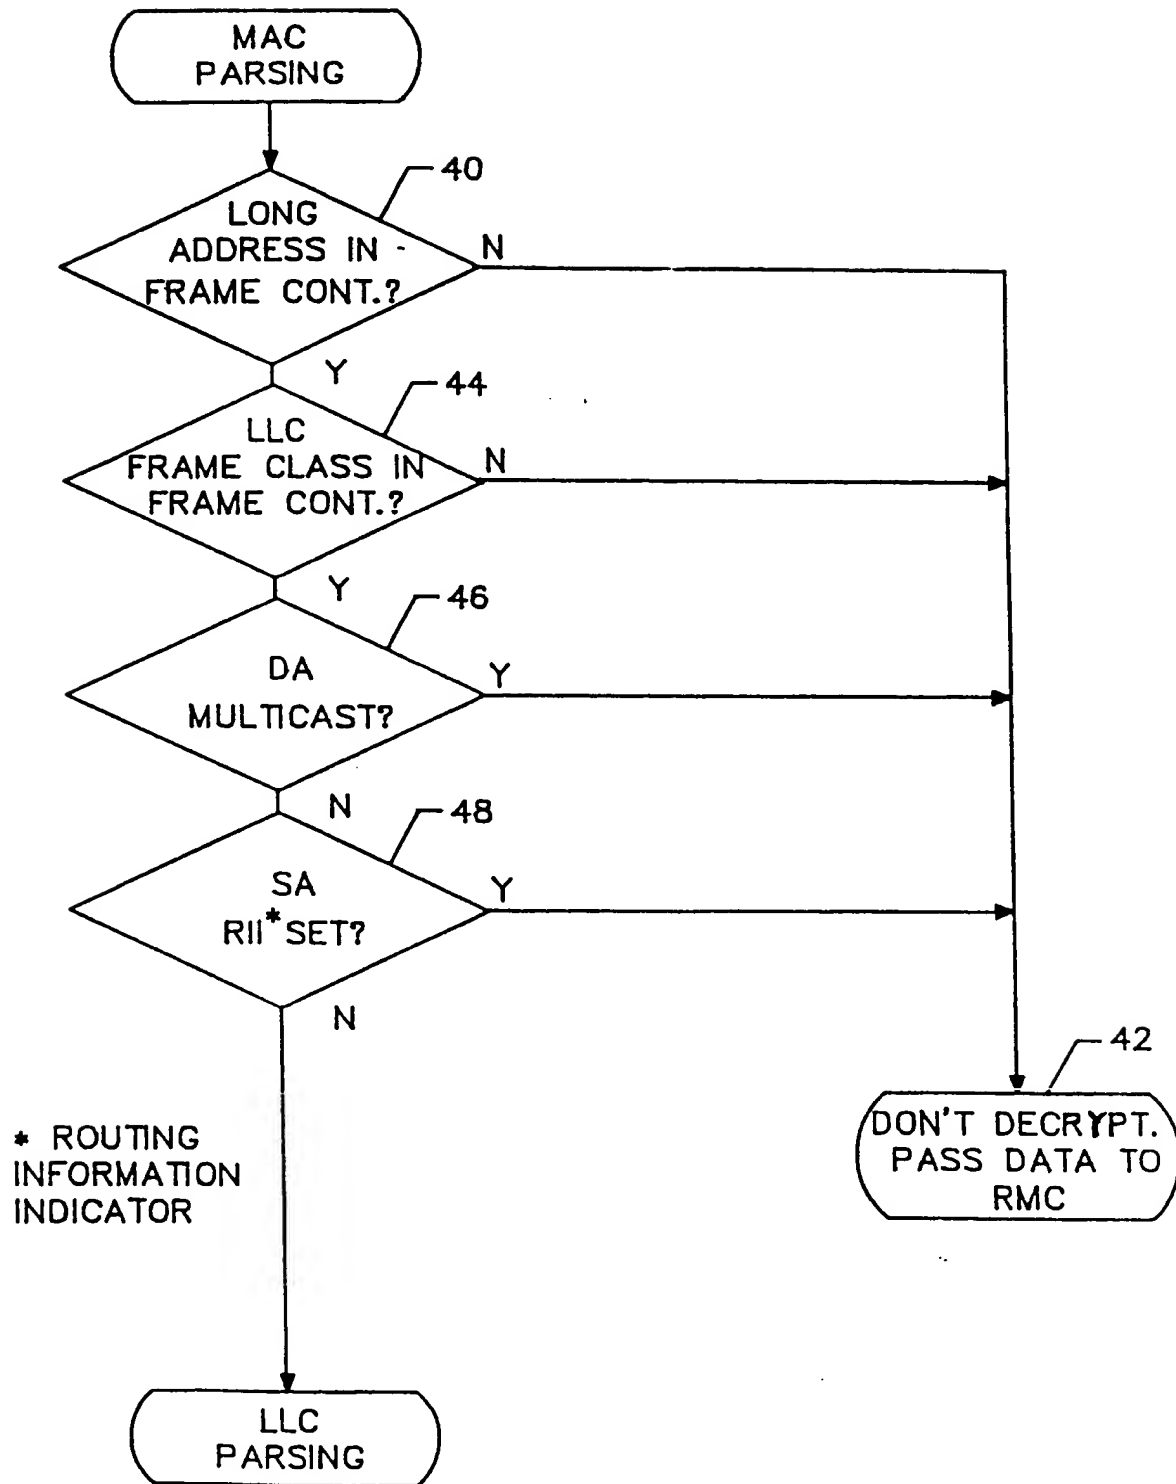 MAC
PARSING
40
LONG
ADDRESS IN
FRAME CONT.?
N
Y
44
LLC
FRAME CLASS IN
FRAME CONT.?
N
Y
46
DA
MULTICAST?
Y
N
48
SA
RII* SET?
Y
N
42
DON'T DECRYPT.
PASS DATA TO
RMC
* ROUTING
INFORMATION
INDICATOR
LLC
PARSING